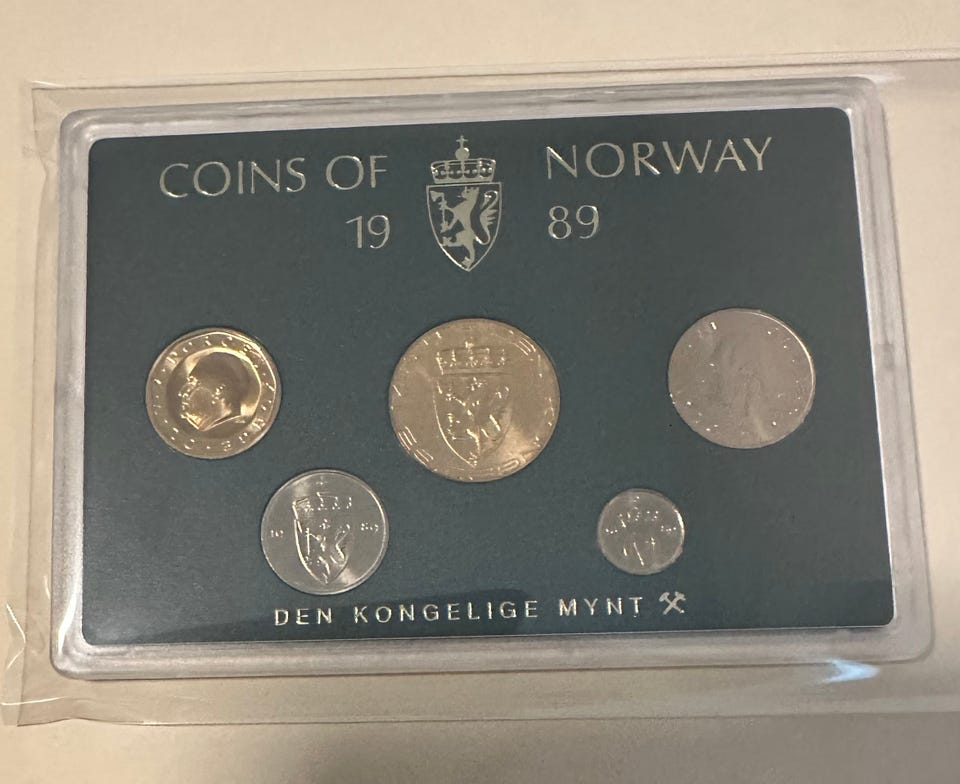 COINS OF NORWAY
19 89
DEN KONGELIGE MYNT